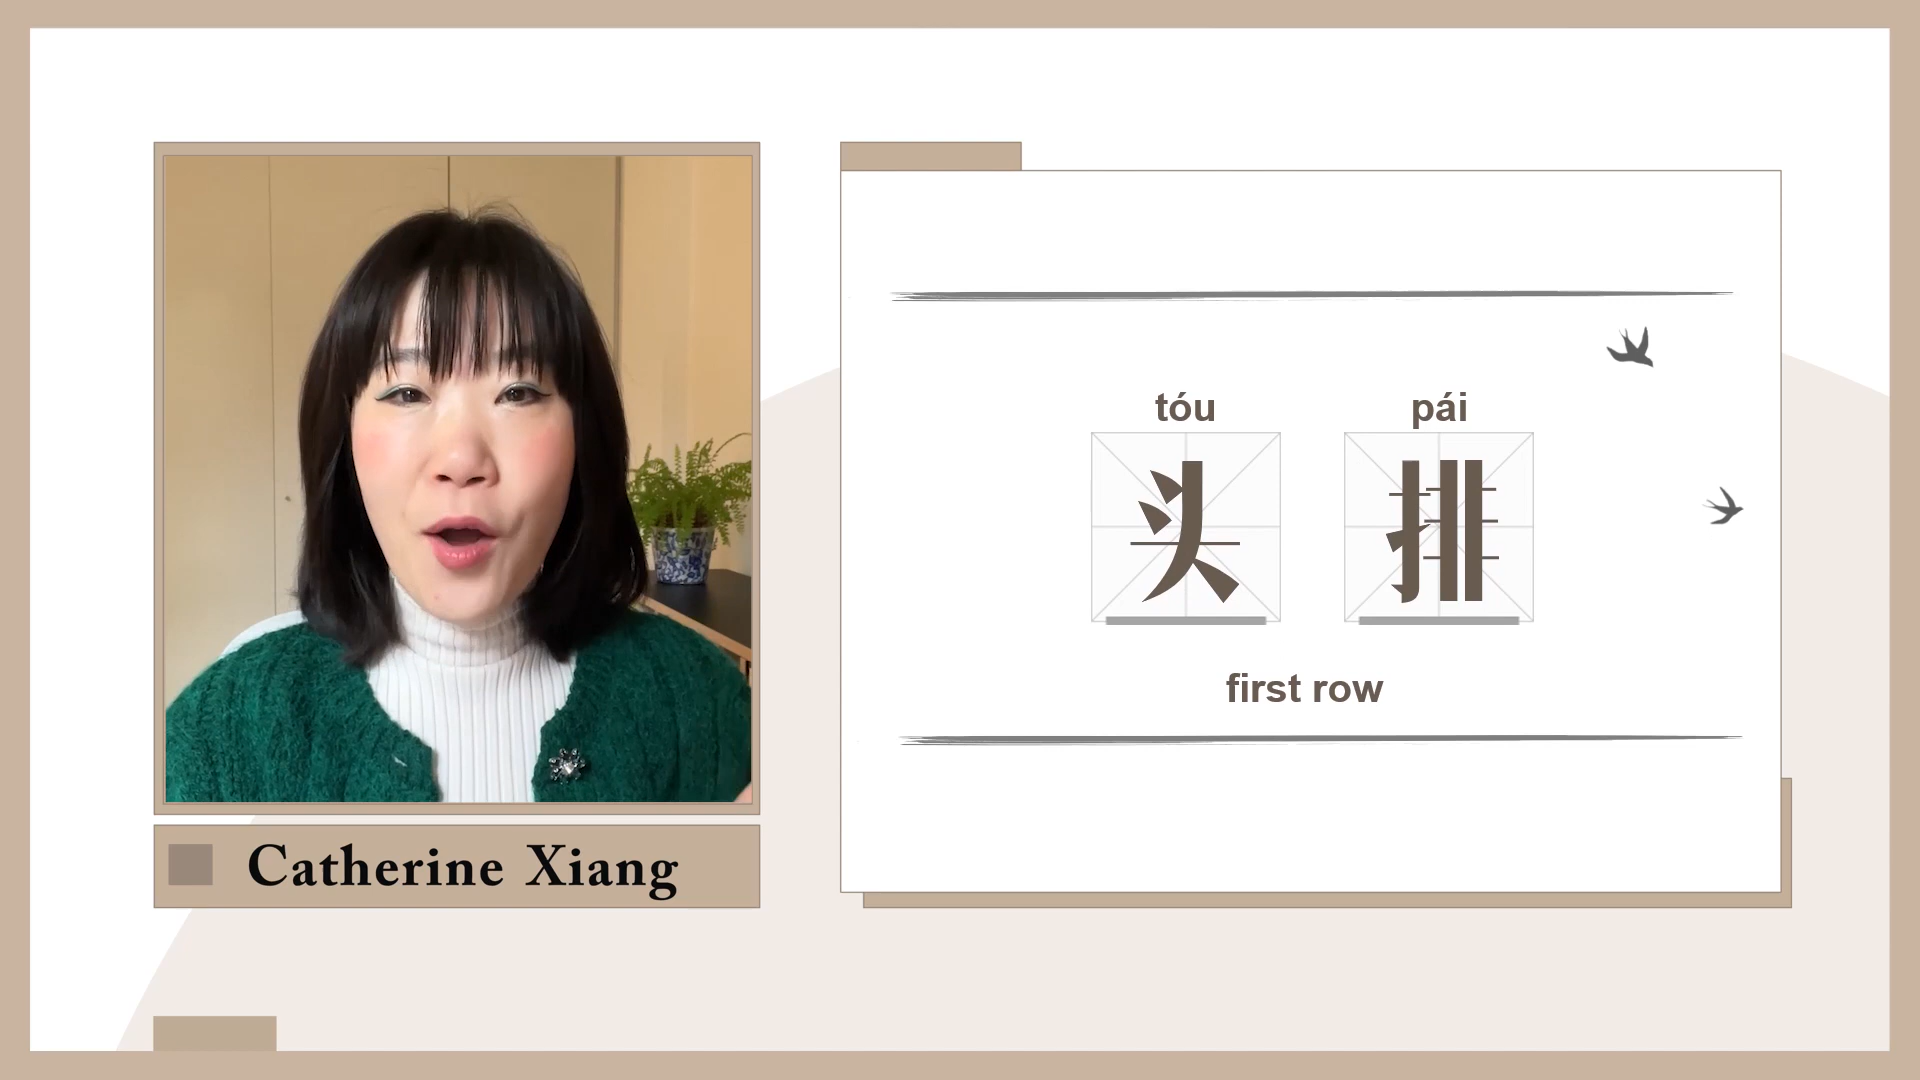 Catherine Xiang
tóu pái
头排
first row